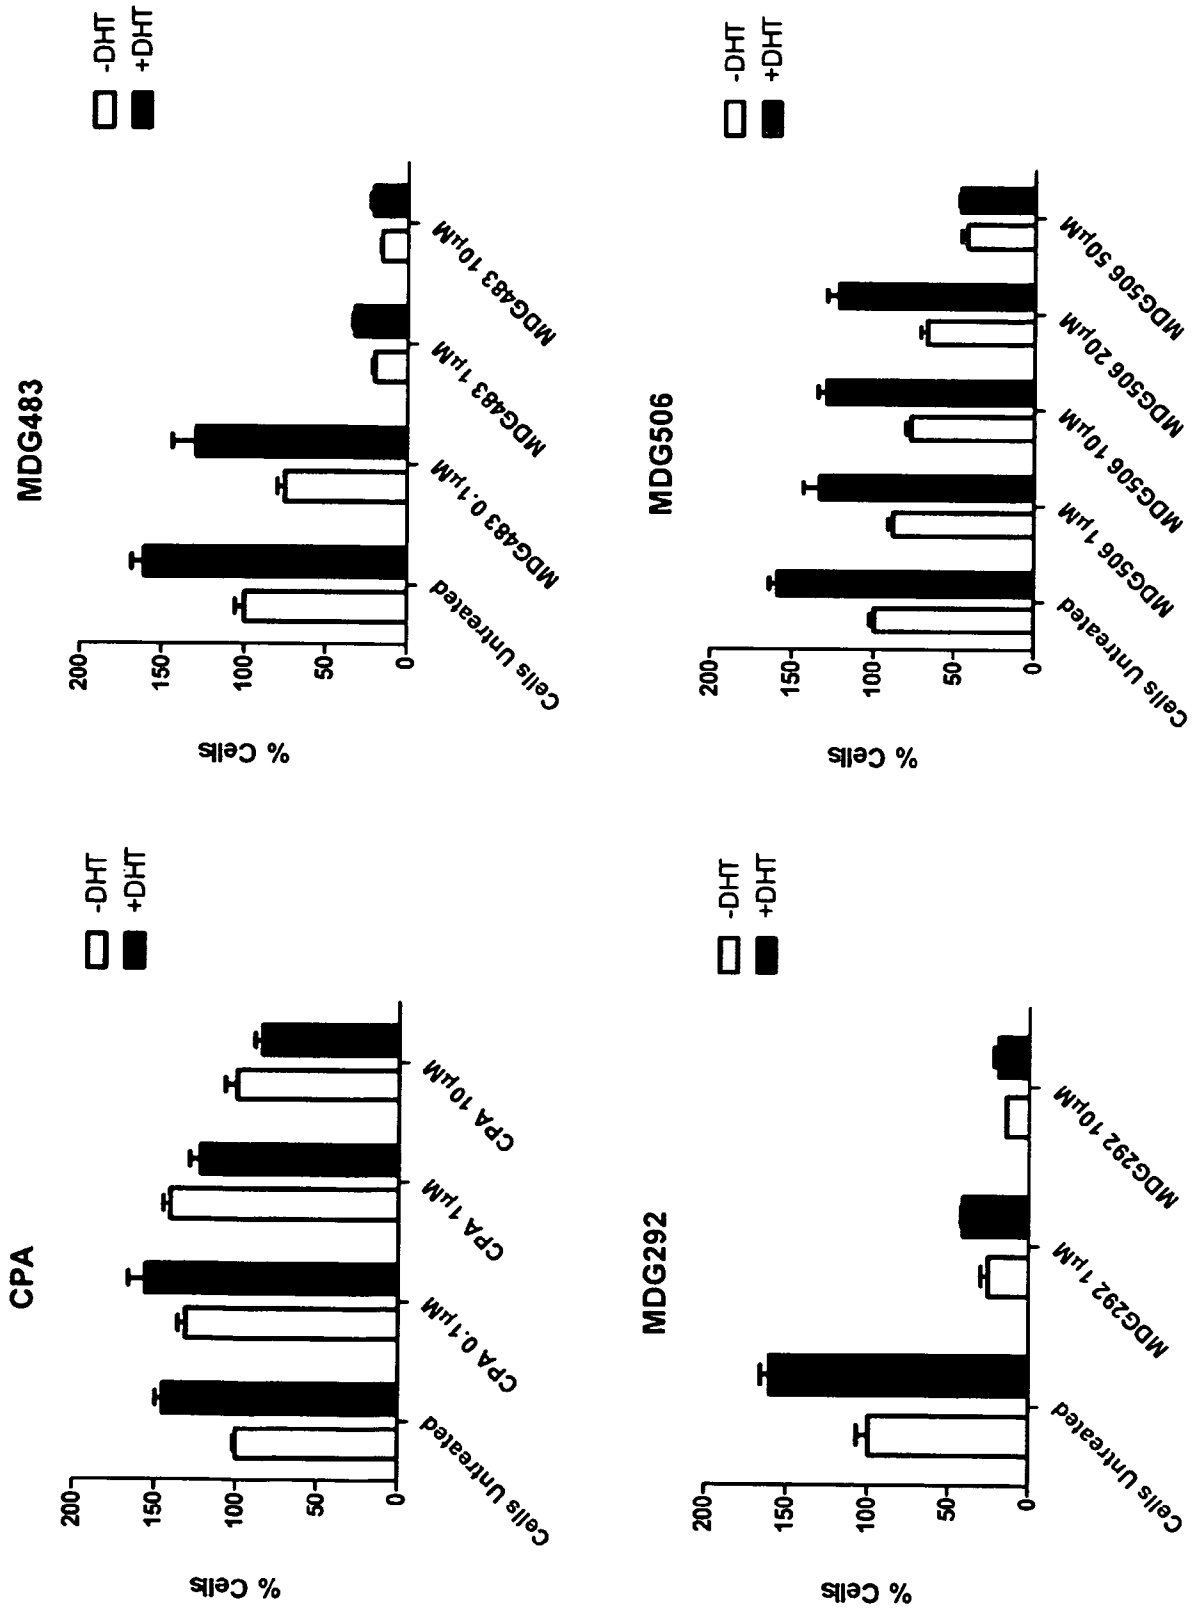 CPA
-DHT
+DHT
% Cells
200
150
100
50
0
Cells Untreated
CPA 0.1µM
CPA 1µM
CPA 10µM
MDG483
-DHT
+DHT
% Cells
200
150
100
50
0
Cells Untreated
MDG483 0.1µM
MDG483 1µM
MDG483 10µM
MDG292
-DHT
+DHT
% Cells
200
150
100
50
0
Cells Untreated
MDG292 1µM
MDG292 10µM
MDG506
-DHT
+DHT
% Cells
200
150
100
50
0
Cells Untreated
MDG506 1µM
MDG506 10µM
MDG506 20µM
MDG506 50µM